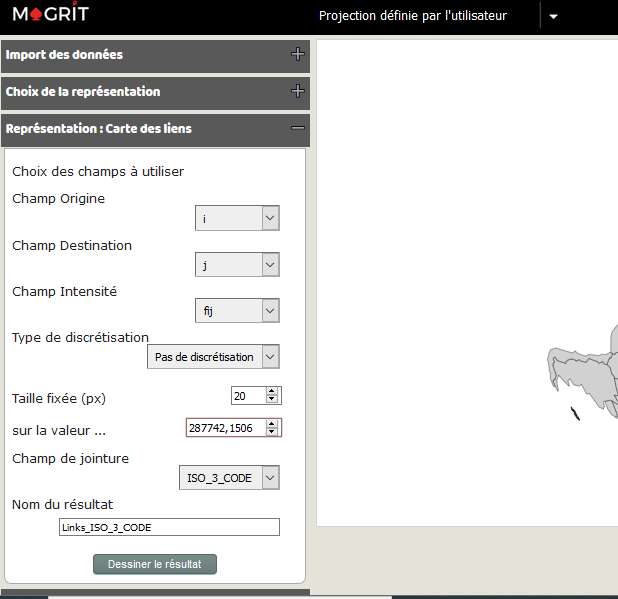 MAGRIT
Projection définie par l'utilisateur
Import des données
Choix de la représentation
Représentation : Carte des liens
Choix des champs à utiliser
Champ Origine
i
Champ Destination
j
Champ Intensité
fij
Type de discrétisation
Pas de discrétisation
Taille fixée (px)
20
sur la valeur ...
287742,1506
Champ de jointure
ISO_3_CODE
Nom du résultat
Links_ISO_3_CODE
Dessiner le résultat